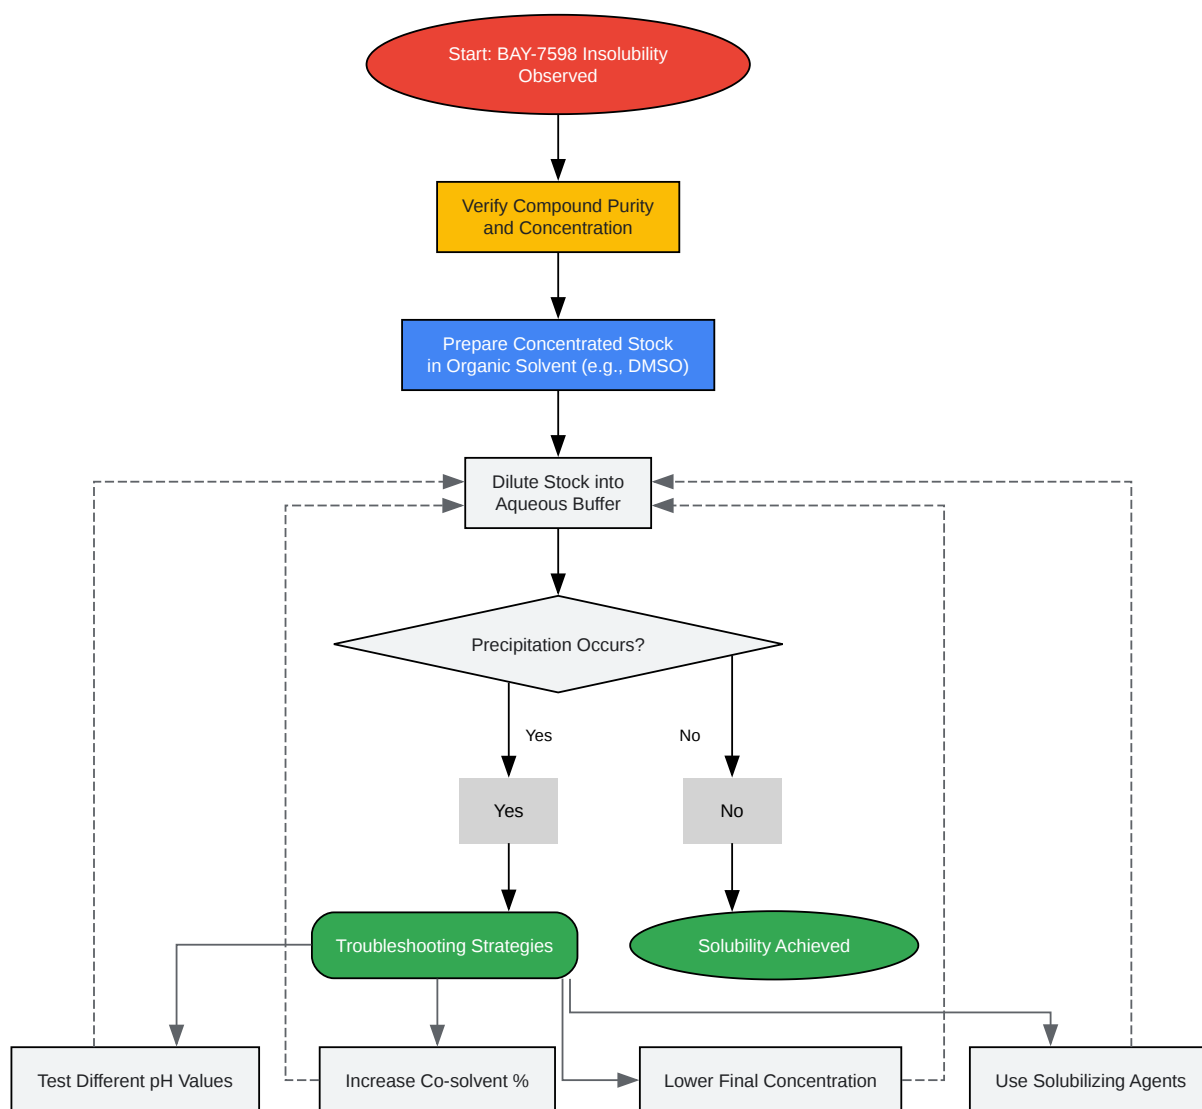 Start: BAY-7598 Insolubility
Observed
Verify Compound Purity
and Concentration
Prepare Concentrated Stock
in Organic Solvent (e.g., DMSO)
Dilute Stock into
Aqueous Buffer
Precipitation Occurs?
Yes
No
Yes
No
Troubleshooting Strategies
Solubility Achieved
Test Different pH Values
Increase Co-solvent %
Lower Final Concentration
Use Solubilizing Agents